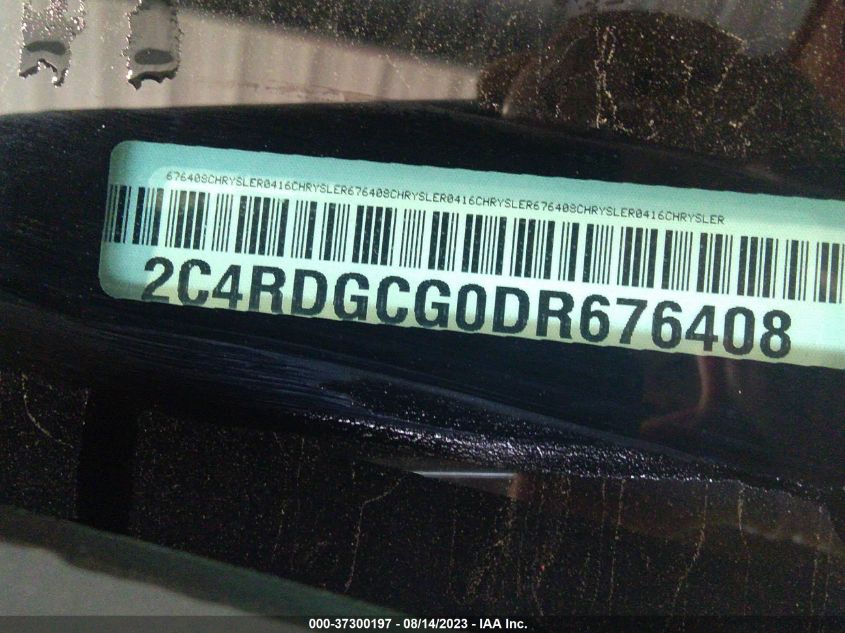 676408CHRYSLER0416CHRYSLER676408CHRYSLER0416CHRYSLER676408CHRYSLER0416CHRYSLER
2C4RDGCG0DR676408
000-37300197 - 08/14/2023 - IAA Inc.